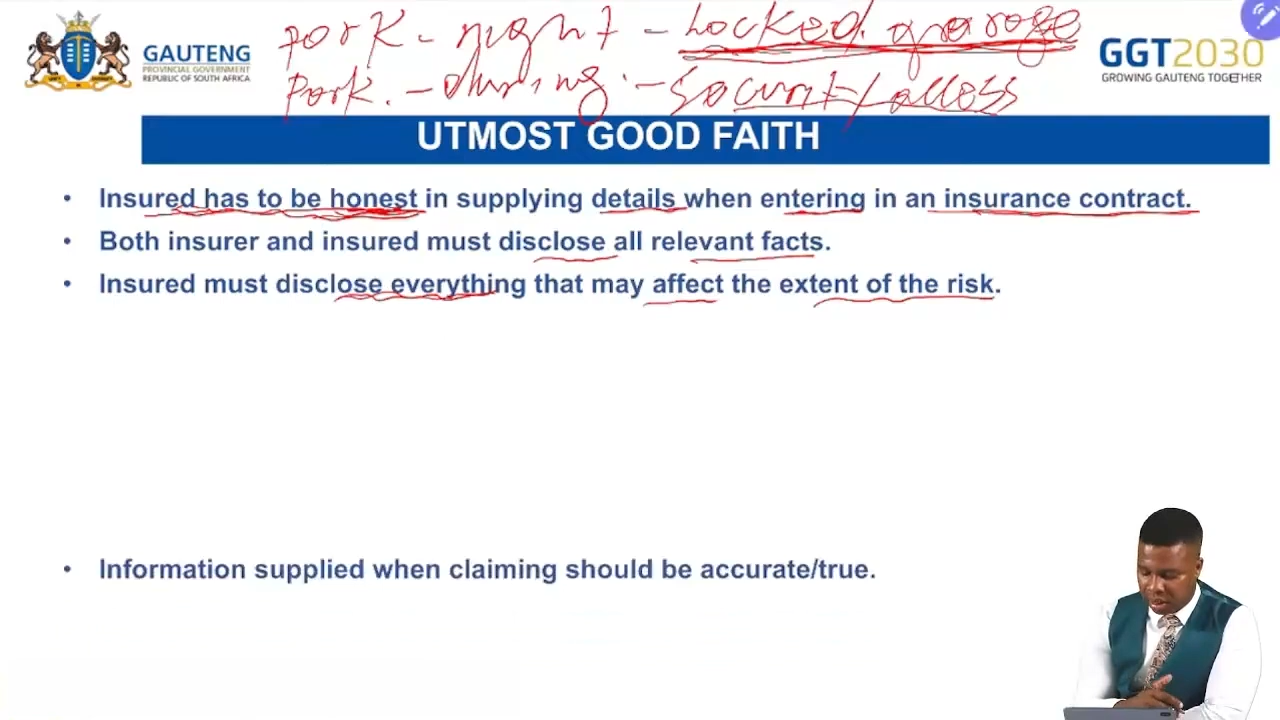 GAUTENG
PROVINCIAL GOVERNMENT
REPUBLIC OF SOUTH AFRICA
Park - night - Locked garage
Park. - during - Security/access
GGT2030
GROWING GAUTENG TOGETHER
UTMOST GOOD FAITH
• Insured has to be honest in supplying details when entering in an insurance contract.
• Both insurer and insured must disclose all relevant facts.
• Insured must disclose everything that may affect the extent of the risk.
• Information supplied when claiming should be accurate/true.